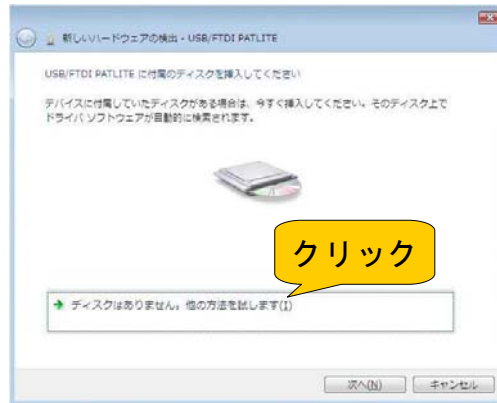 新しいハードウェアの検出 - USB/FTDI PATLITE
USB/FTDI PATLITE に付属のディスクを挿入してください
デバイスに付属していたディスクがある場合は、今すぐ挿入してください。そのディスク上で
ドライバ ソフトウェアが自動的に検索されます。
クリック
ディスクはありません。他の方法を試します(I)
次へ(N)
キャンセル